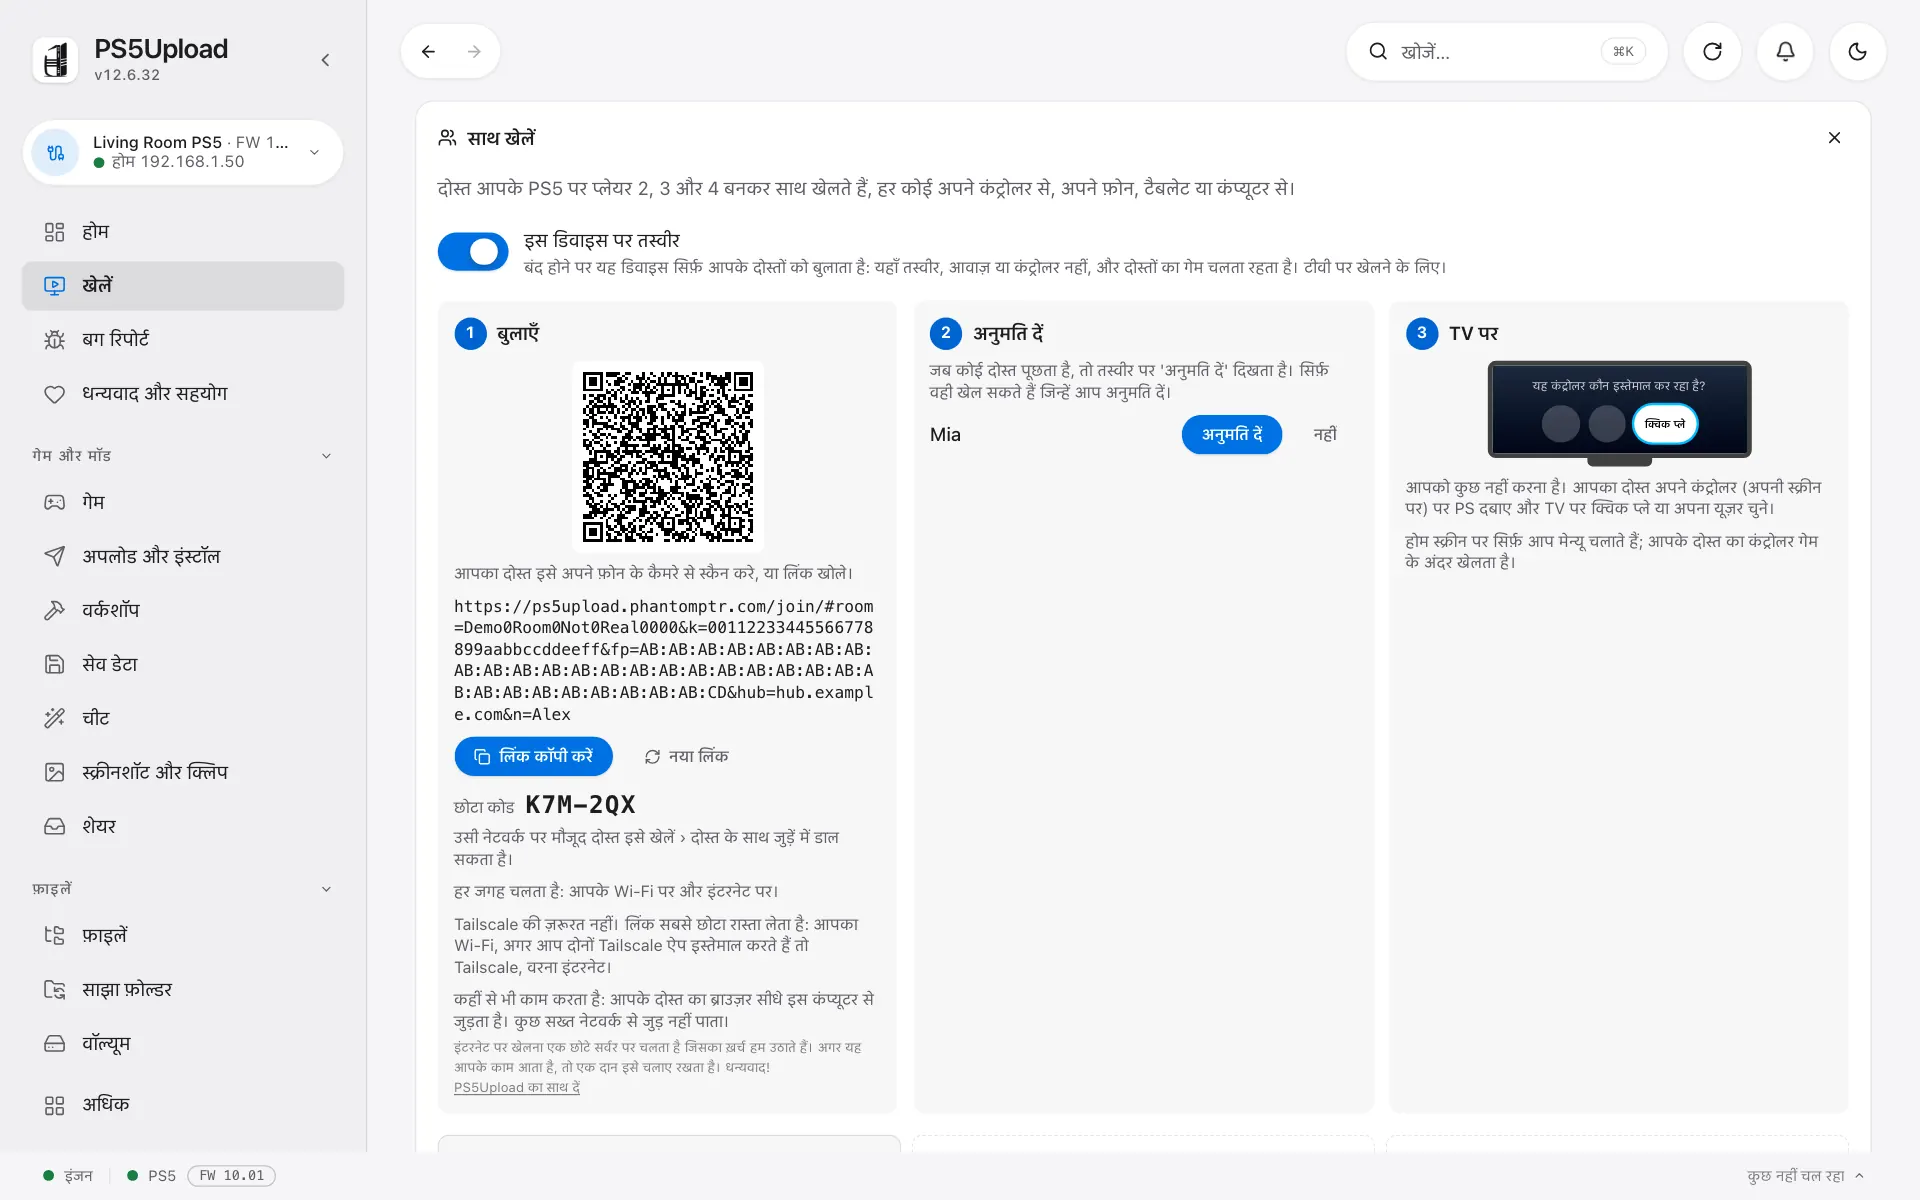 PS5Upload
v12.6.32
Living Room PS5 · FW 1...
होम 192.168.1.50
होम
खेलें
बग रिपोर्ट
धन्यवाद और सहयोग
गेम और मॉड
गेम
अपलोड और इंस्टॉल
वर्कशॉप
सेव डेटा
चीट
स्क्रीनशॉट और क्लिप
शेयर
फ़ाइलें
फ़ाइलें
साझा फ़ोल्डर
वॉल्यूम
अधिक
खोजें...
⌘K
साथ खेलें
दोस्त आपके PS5 पर प्लेयर 2, 3 और 4 बनकर साथ खेलते हैं, हर कोई अपने कंट्रोलर से, अपने फ़ोन, टैबलेट या कंप्यूटर से।
इस डिवाइस पर तस्वीर
बंद होने पर यह डिवाइस सिर्फ़ आपके दोस्तों को बुलाता है: यहाँ तस्वीर, आवाज़ या कंट्रोलर नहीं, और दोस्तों का गेम चलता रहता है। टीवी पर खेलने के लिए।
1 बुलाएँ
आपका दोस्त इसे अपने फ़ोन के कैमरे से स्कैन करे, या लिंक खोले।
https://ps5upload.phantomptr.com/join/#room
=Demo0Room0Not0Real0000&k=00112233445566778
899aabbccddeeff&fp=AB:AB:AB:AB:AB:AB:AB:AB:
AB:AB:AB:AB:AB:AB:AB:AB:AB:AB:AB:AB:AB:AB:A
B:AB:AB:AB:AB:AB:AB:AB:AB:CD&hub=hub.exampl
e.com&n=Alex
लिंक कॉपी करें
नया लिंक
छोटा कोड K7M-2QX
उसी नेटवर्क पर मौजूद दोस्त इसे खेलें › दोस्त के साथ जुड़ें में डाल
सकता है।
हर जगह चलता है: आपके Wi-Fi पर और इंटरनेट पर।
Tailscale की ज़रूरत नहीं। लिंक सबसे छोटा रास्ता लेता है: आपका
Wi-Fi, अगर आप दोनों Tailscale ऐप इस्तेमाल करते हैं तो
Tailscale, वरना इंटरनेट।
कहीं से भी काम करता है: आपके दोस्त का ब्राउज़र सीधे इस कंप्यूटर से
जुड़ता है। कुछ सख्त नेटवर्क से जुड़ नहीं पाता।
इंटरनेट पर खेलना एक छोटे सर्वर पर चलता है जिसका ख़र्च हम उठाते हैं। अगर यह
आपके काम आता है, तो एक दान इसे चलाए रखता है। धन्यवाद!
PS5Upload का साथ दें
2 अनुमति दें
जब कोई दोस्त पूछता है, तो तस्वीर पर 'अनुमति दें' दिखता है। सिर्फ़
वही खेल सकते हैं जिन्हें आप अनुमति दें।
Mia
अनुमति दें
नहीं
3 TV पर
यह कंट्रोलर कौन इस्तेमाल कर रहा है?
क्विक प्ले
आपको कुछ नहीं करना है। आपका दोस्त अपने कंट्रोलर (अपनी स्क्रीन
पर) पर PS दबाए और TV पर क्विक प्ले या अपना यूज़र चुने।
होम स्क्रीन पर सिर्फ़ आप मेन्यू चलाते हैं; आपके दोस्त का कंट्रोलर गेम
के अंदर खेलता है।
इंजन
PS5
FW 10.01
कुछ नहीं चल रहा